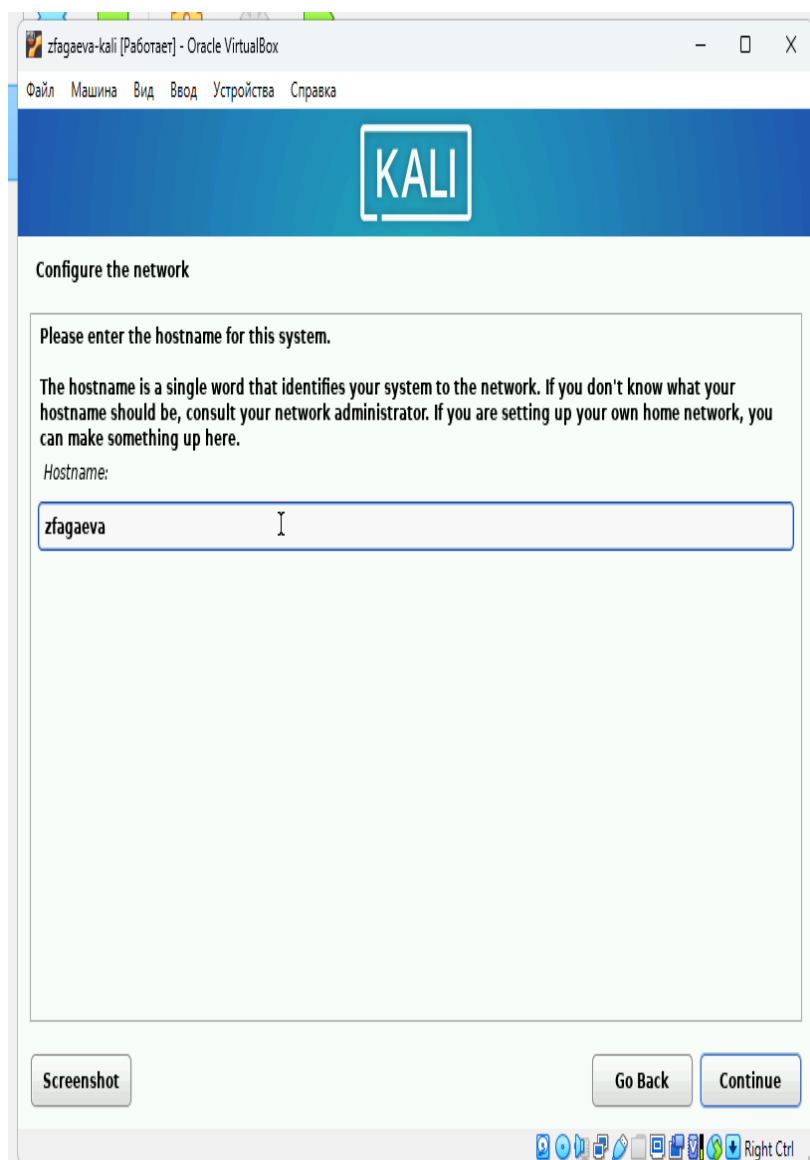 zfagaeva-kali [Работает] - Oracle VirtualBox
Файл Машина Вид Ввод Устройства Справка
KALI
Configure the network
Please enter the hostname for this system.
The hostname is a single word that identifies your system to the network. If you don't know what your
hostname should be, consult your network administrator. If you are setting up your own home network, you
can make something up here.
Hostname:
zfagaeva
Screenshot
Go Back
Continue
Right Ctrl